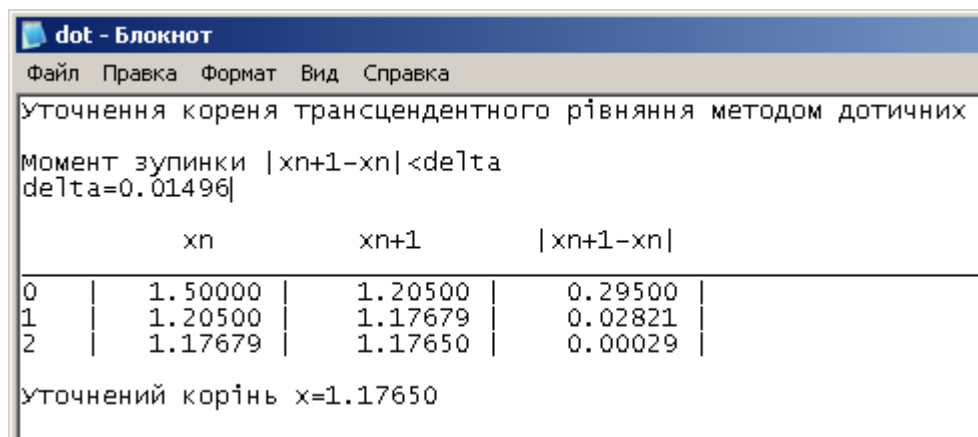 dot - Блокнот
Файл Правка Формат Вид Справка
Уточнення кореня трансцендентного рівняння методом дотичних
Момент зупинки |xn+1-xn|<delta
delta=0.01496
xn xn+1 |xn+1-xn|
0 | 1.50000 | 1.20500 | 0.29500 |
1 | 1.20500 | 1.17679 | 0.02821 |
2 | 1.17679 | 1.17650 | 0.00029 |
Уточнений корінь x=1.17650